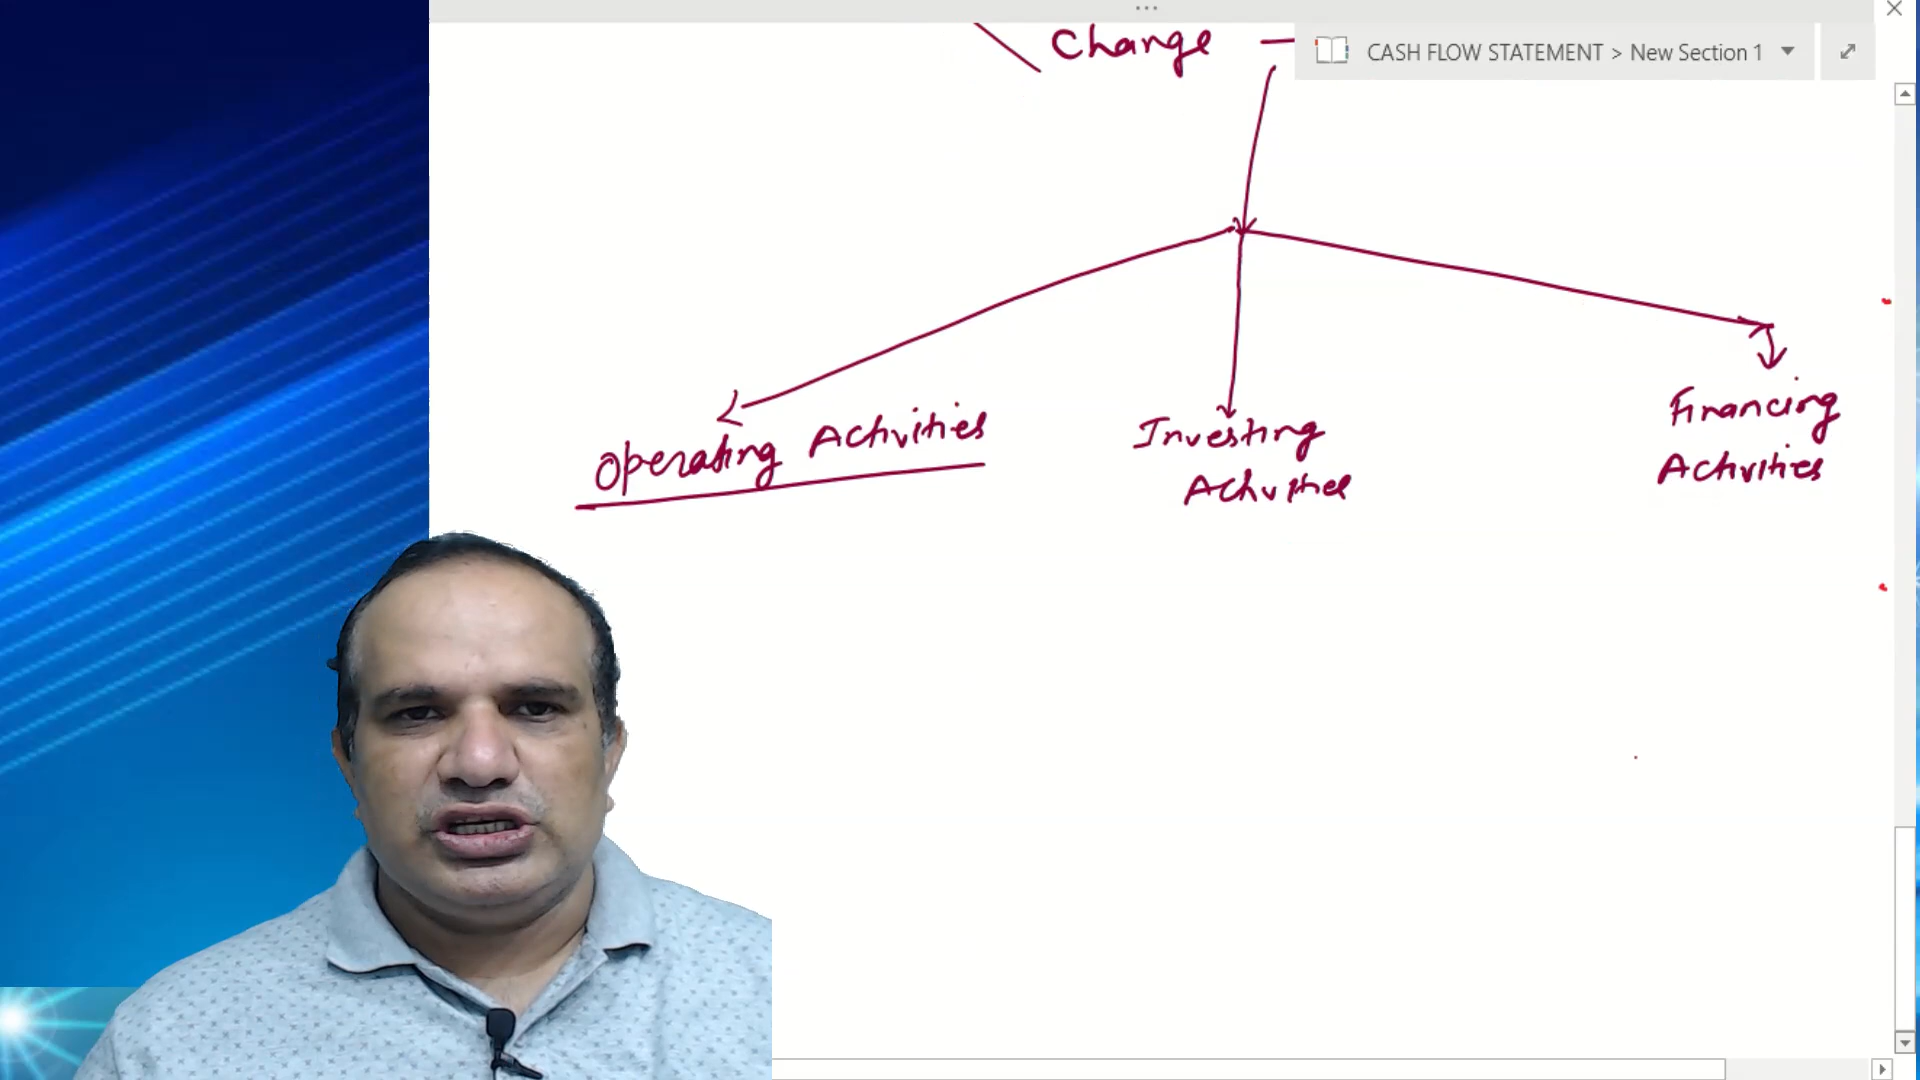 Change
CASH FLOW STATEMENT > New Section 1
Operating Activities
Investing
Activities
Financing
Activities